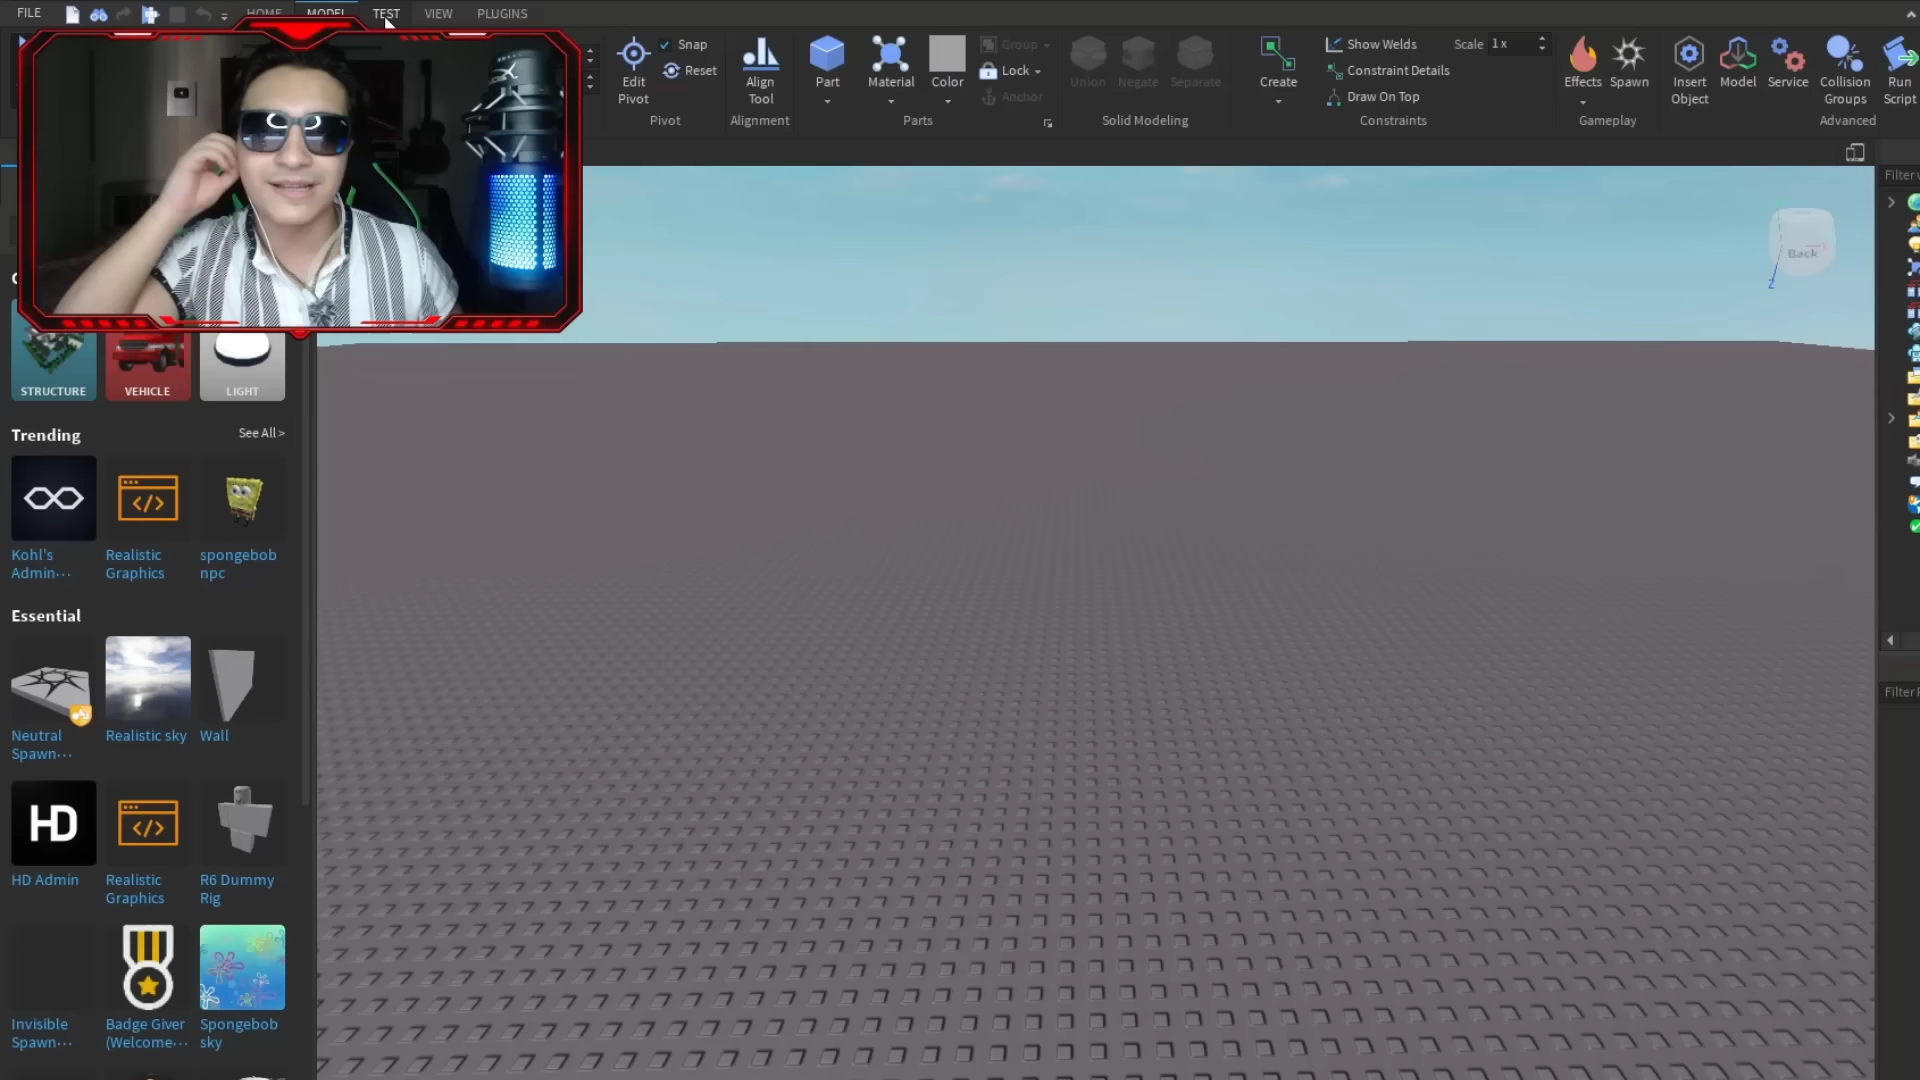 FILE
HOME
MODEL
TEST
VIEW
PLUGINS
Edit
Pivot
Snap
Reset
Pivot
Align
Tool
Alignment
Part
Material
Color
Group
Lock
Anchor
Parts
Union
Negate
Separate
Solid Modeling
Create
Show Welds
Constraint Details
Draw On Top
Scale 1 x
Constraints
Effects
Spawn
Gameplay
Insert
Object
Model
Service
Collision
Groups
Run
Script
Advanced
Filter
Back
Z
STRUCTURE
VEHICLE
LIGHT
Trending
See All >
Kohl's
Admin...
Realistic
Graphics
spongebob
npc
Essential
Neutral
Spawn...
Realistic sky
Wall
HD
HD Admin
Realistic
Graphics
R6 Dummy
Rig
Invisible
Spawn...
Badge Giver
(Welcome...
Spongebob
sky
Filter